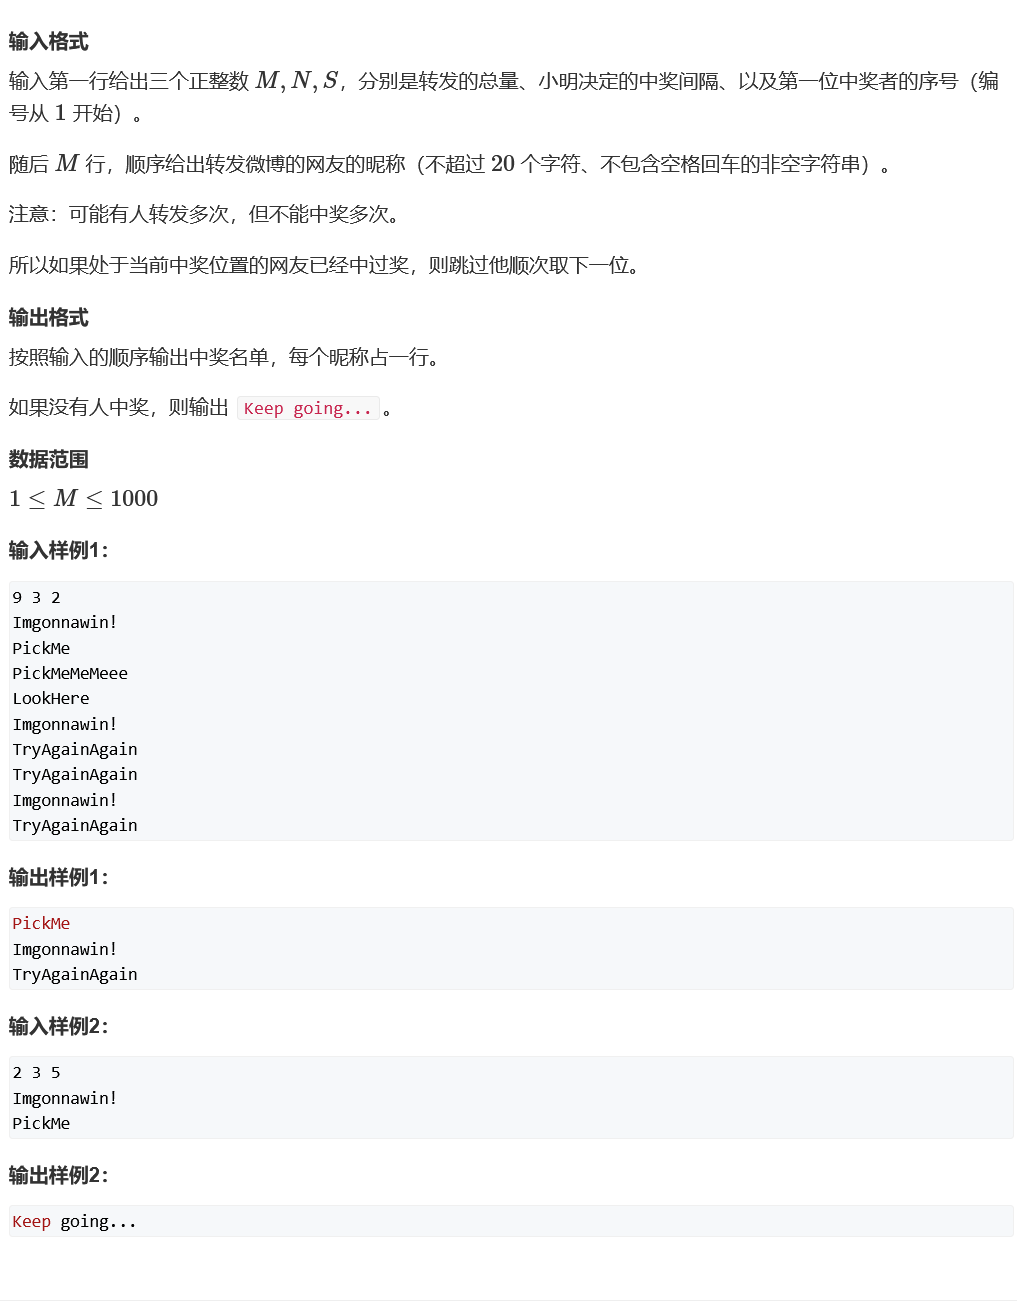 输入格式
输入第一行给出三个正整数 M, N, S，分别是转发的总量、小明决定的中奖间隔、以及第一位中奖者的序号（编
号从 1 开始）。
随后 M 行，顺序给出转发微博的网友的昵称（不超过 20 个字符、不包含空格回车的非空字符串）。
注意：可能有人转发多次，但不能中奖多次。
所以如果处于当前中奖位置的网友已经中过奖，则跳过他顺次取下一位。
输出格式
按照输入的顺序输出中奖名单，每个昵称占一行。
如果没有人中奖，则输出 Keep going... 。
数据范围
1 ≤ M ≤ 1000
输入样例1：
9 3 2
Imgonnawin!
PickMe
PickMeMeMeee
LookHere
Imgonnawin!
TryAgainAgain
TryAgainAgain
Imgonnawin!
TryAgainAgain
输出样例1：
PickMe
Imgonnawin!
TryAgainAgain
输入样例2：
2 3 5
Imgonnawin!
PickMe
输出样例2：
Keep going...